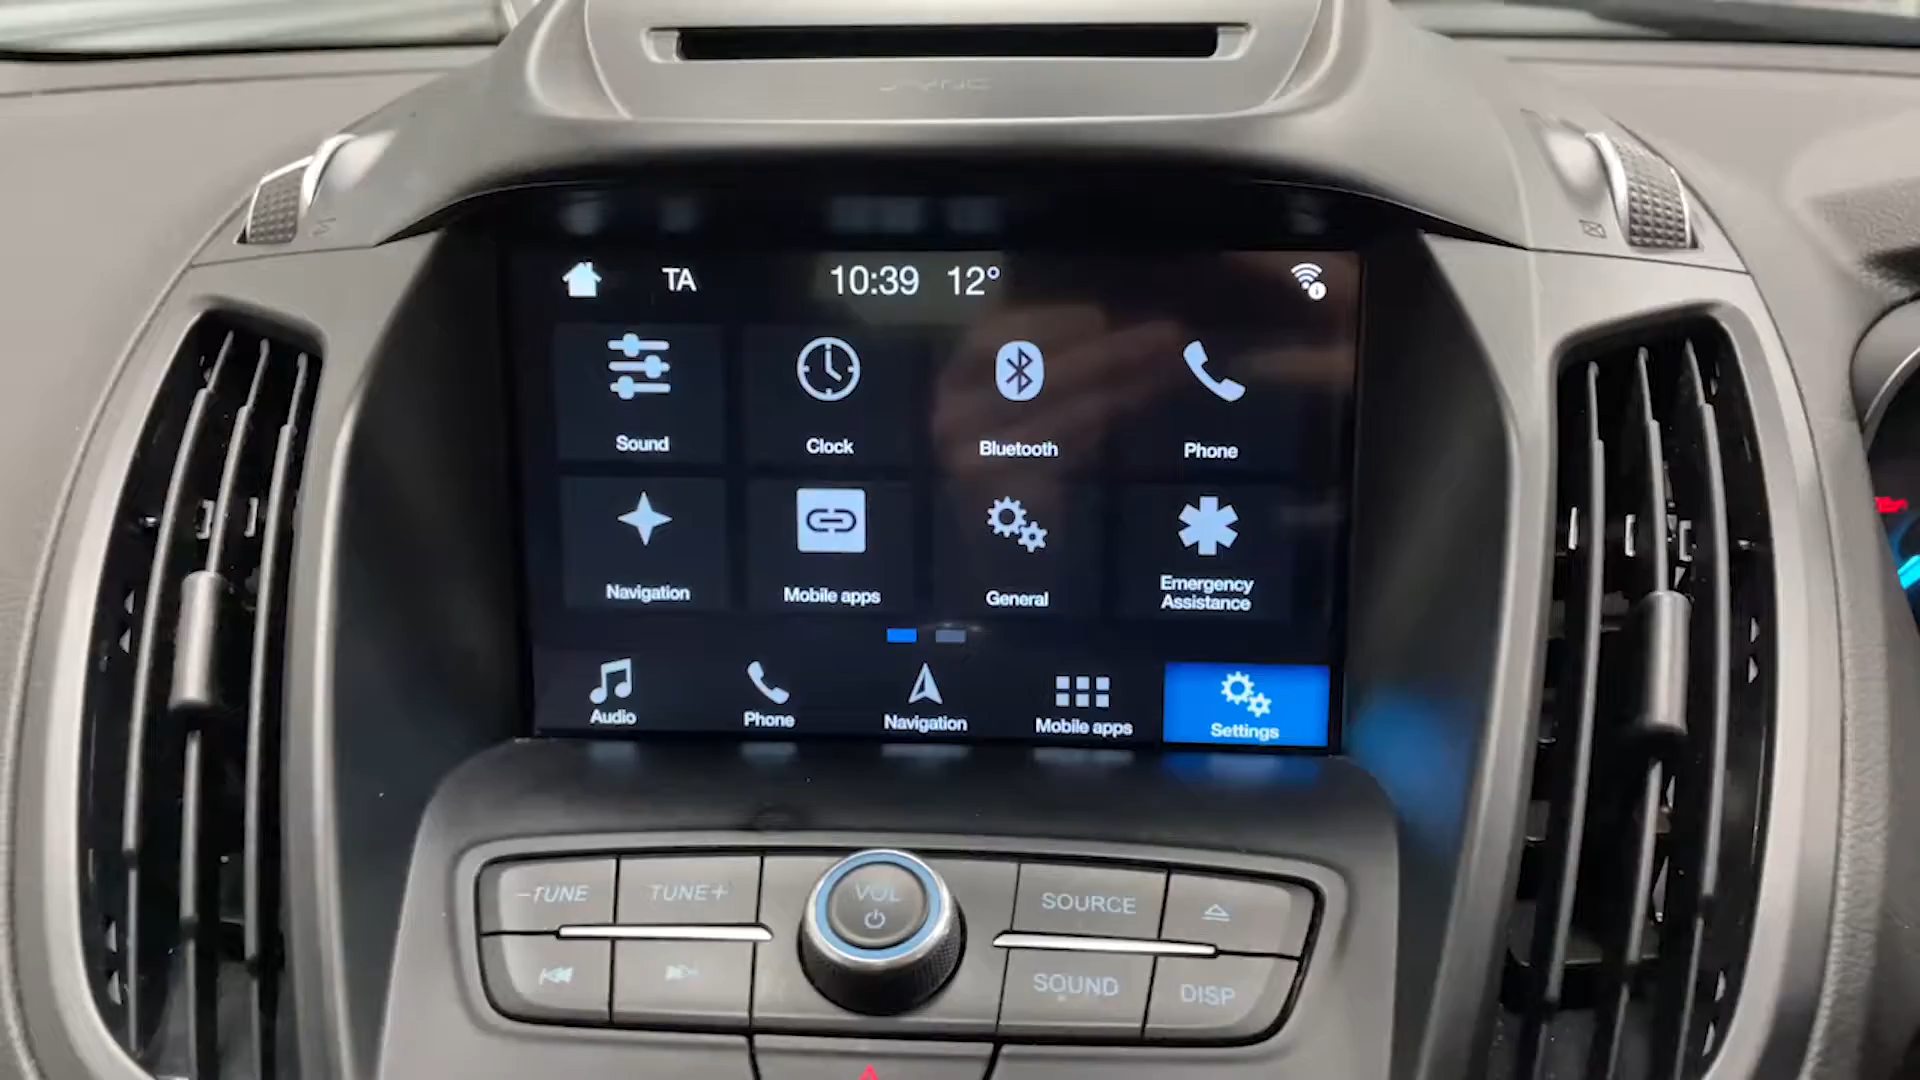 SYNC
TA 10:39 12°
Sound Clock Bluetooth Phone
Navigation Mobile apps General Emergency
Assistance
Audio Phone Navigation Mobile apps Settings
-TUNE TUNE+ VOL SOURCE
SOUND DISP